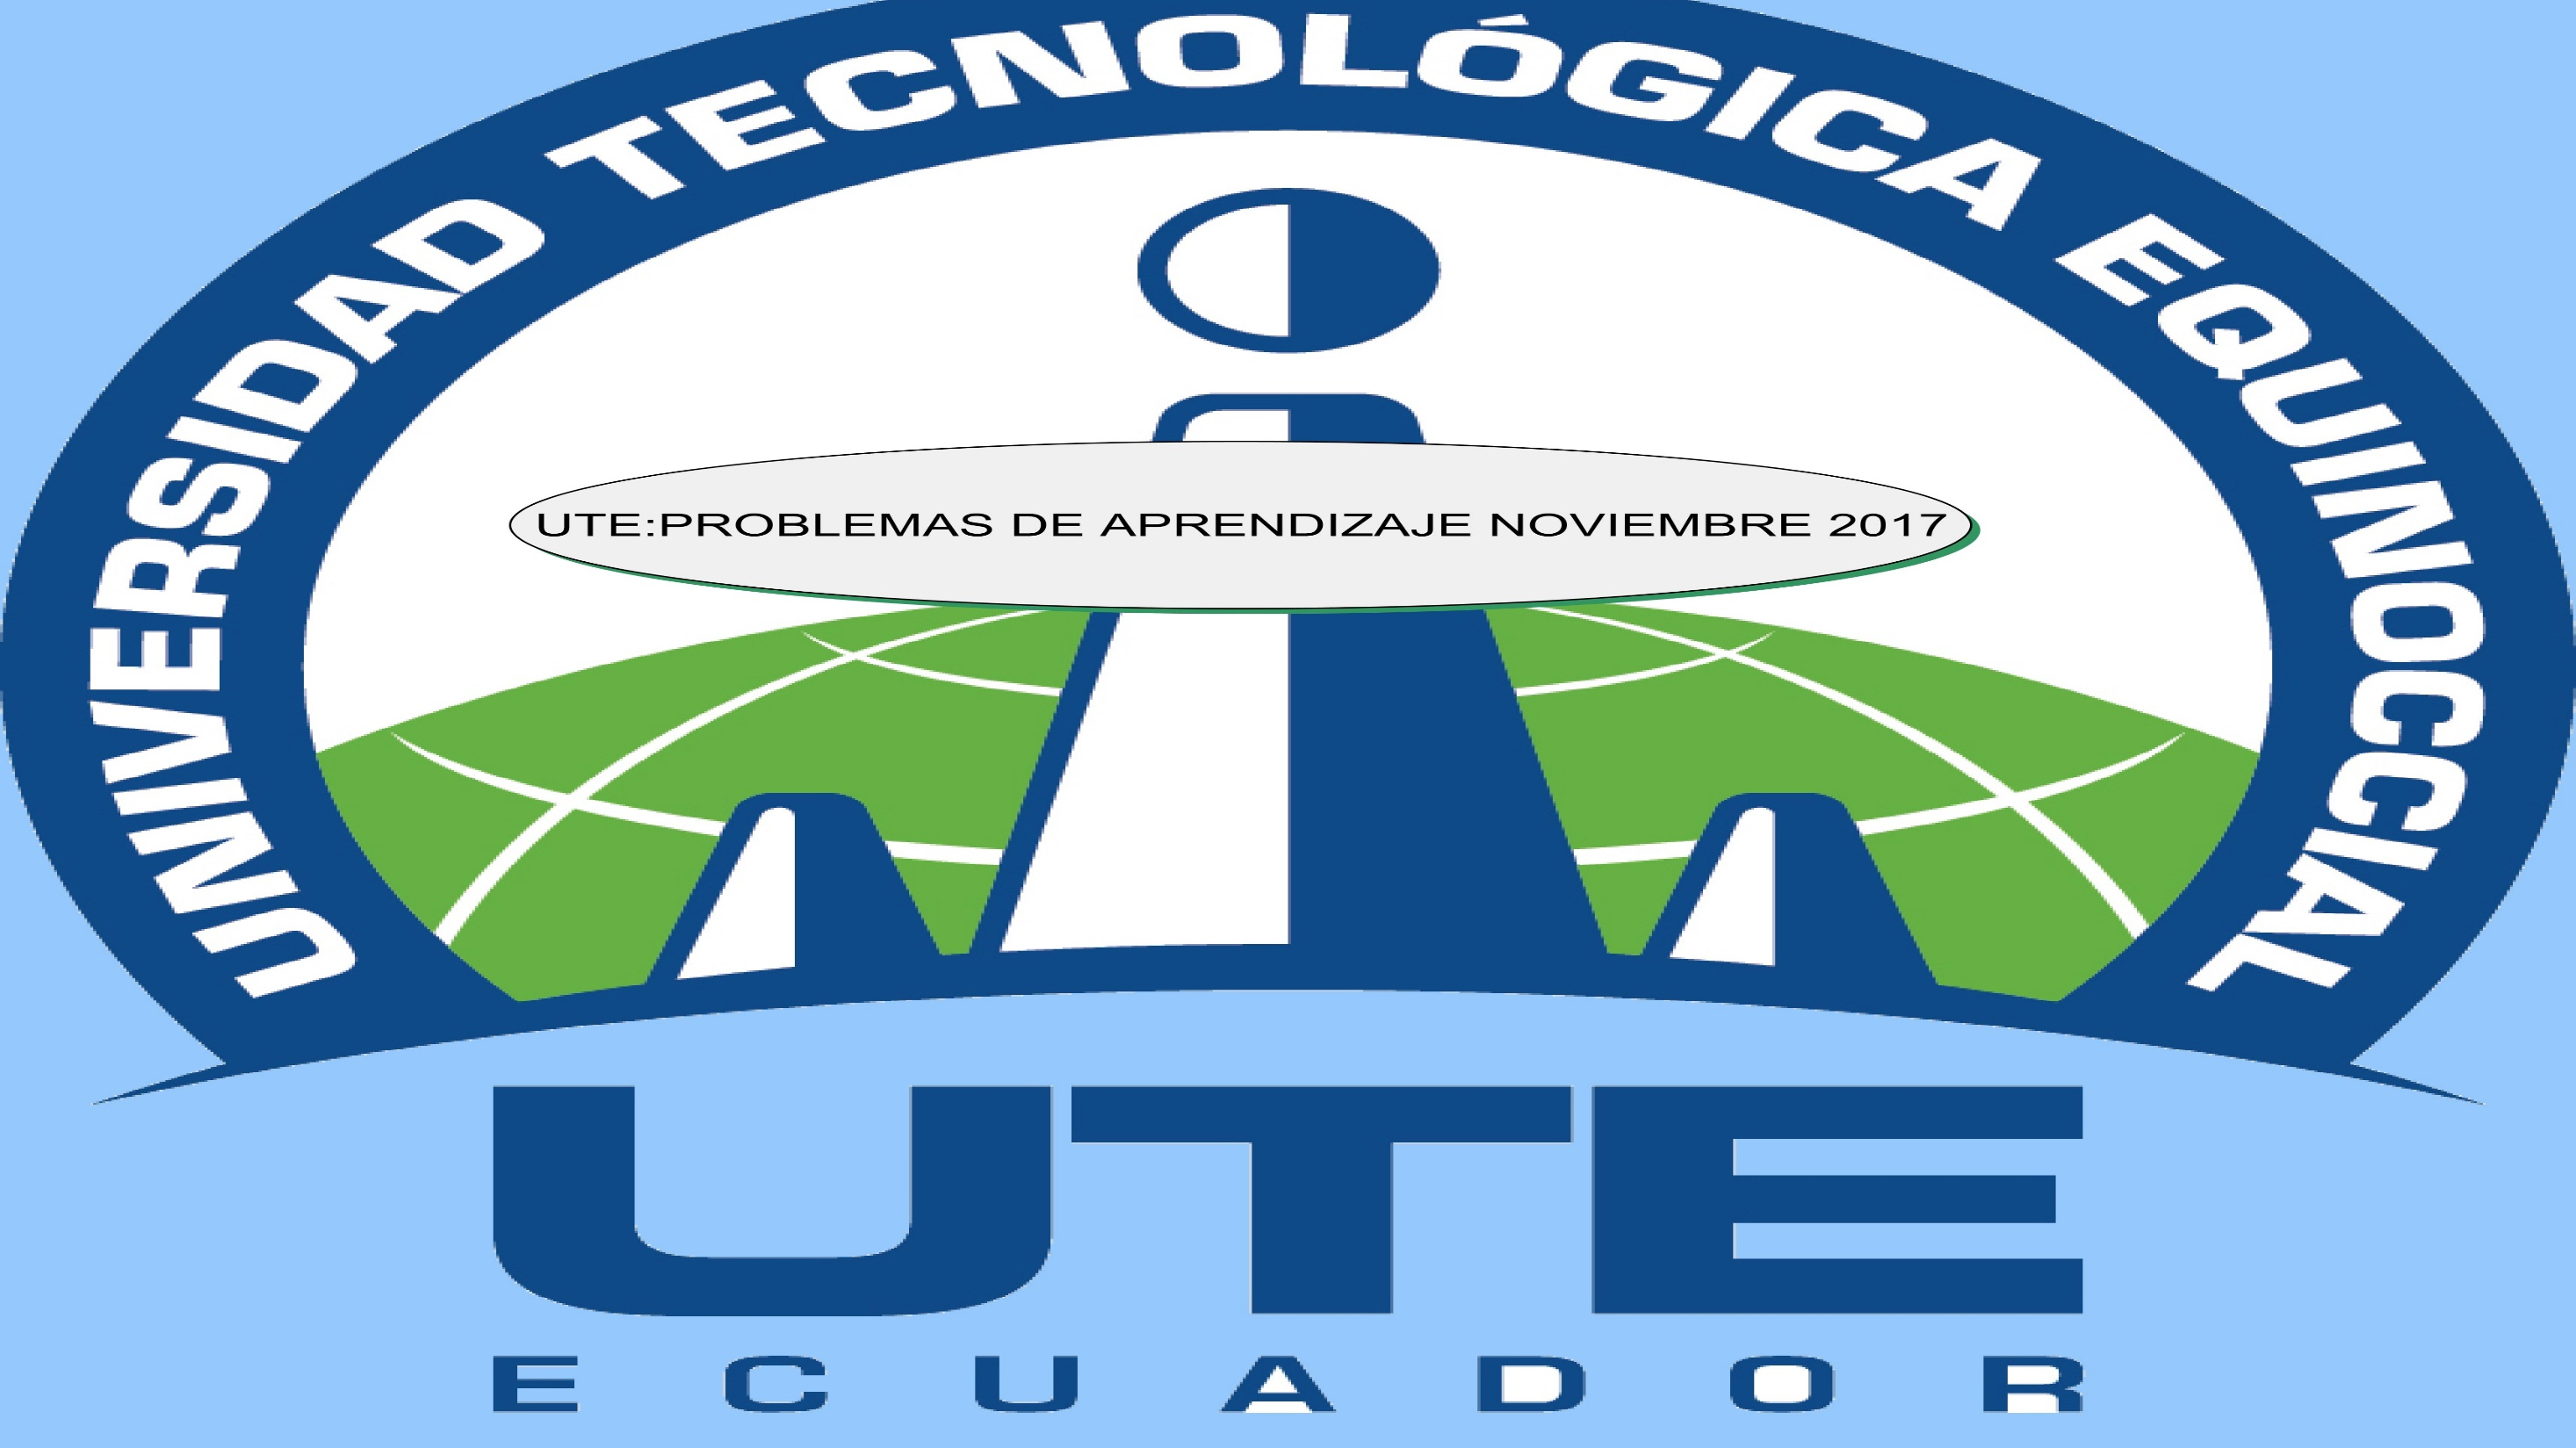 UNIVERSIDAD TECNOLÓGICA EQUINOCCIAL
UTE:PROBLEMAS DE APRENDIZAJE NOVIEMBRE 2017
UTE
ECUADOR